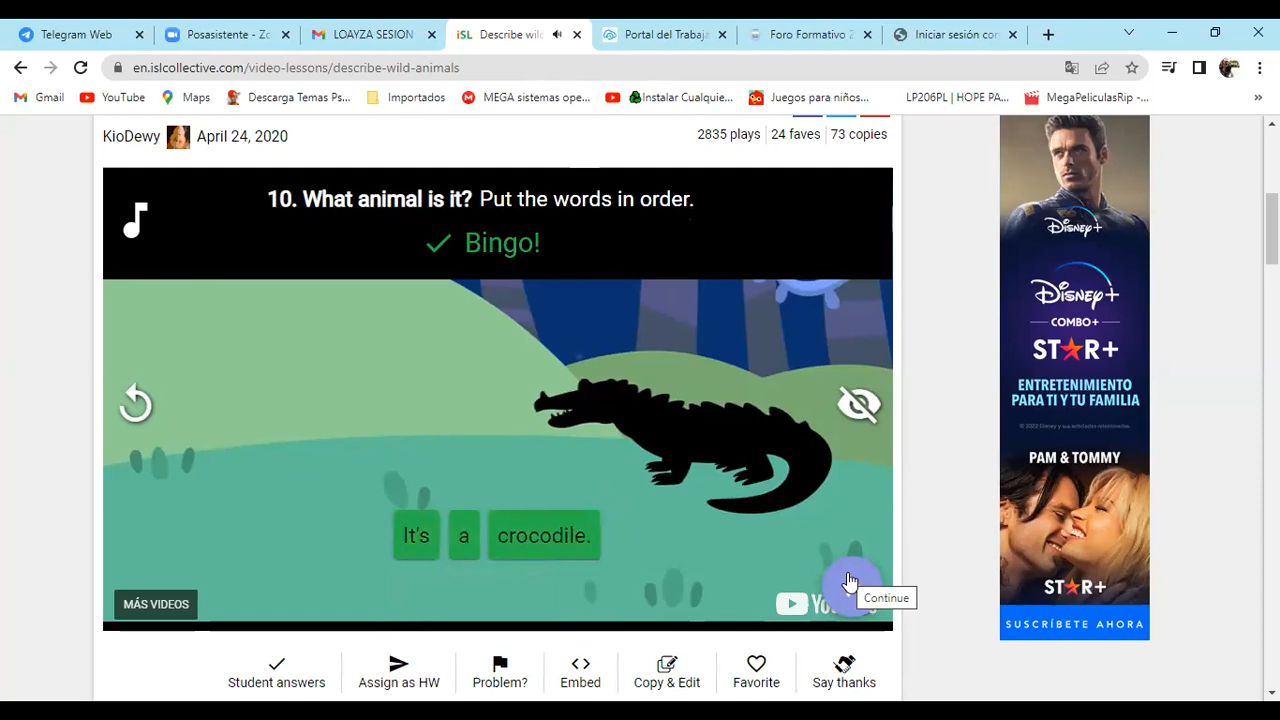 Telegram Web
Posasistente - Zo
LOAYZA SESION
iSL Describe wil
Portal del Trabaja
Foro Formativo 2
Iniciar sesión con
en.islcollective.com/video-lessons/describe-wild-animals
Gmail
YouTube
Maps
Descarga Temas Ps...
Importados
MEGA sistemas ope...
Instalar Cualquie...
Juegos para niños...
LP206PL | HOPE PA...
MegaPeliculasRip -...
KioDewy
April 24, 2020
2835 plays
24 faves
73 copies
10. What animal is it? Put the words in order.
Bingo!
It's
a
crocodile.
MÁS VIDEOS
Continue
Student answers
Assign as HW
Problem?
Embed
Copy & Edit
Favorite
Say thanks
Disney+
Disney+
COMBO+
STAR+
ENTRETENIMIENTO
PARA TI Y TU FAMILIA
PAM & TOMMY
STAR+
SUSCRÍBETE AHORA